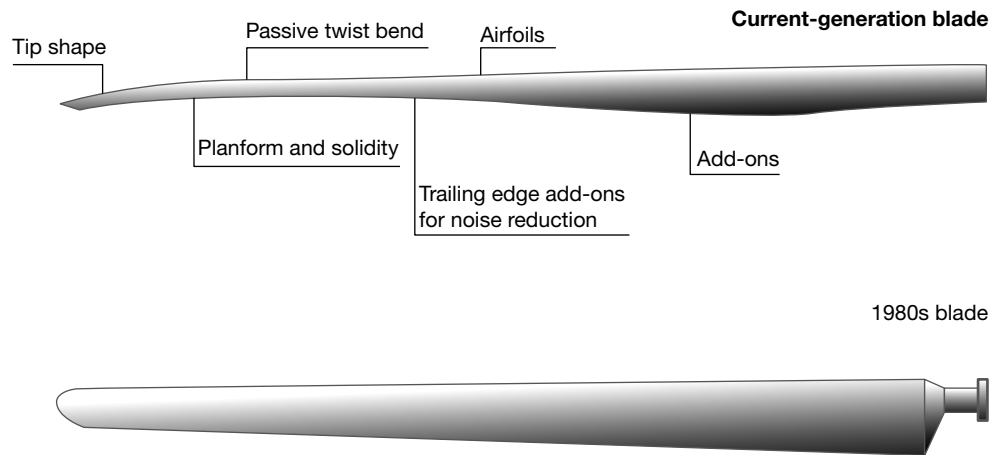 Current-generation blade
Tip shape
Passive twist bend
Airfoils
Planform and solidity
Add-ons
Trailing edge add-ons
for noise reduction
1980s blade